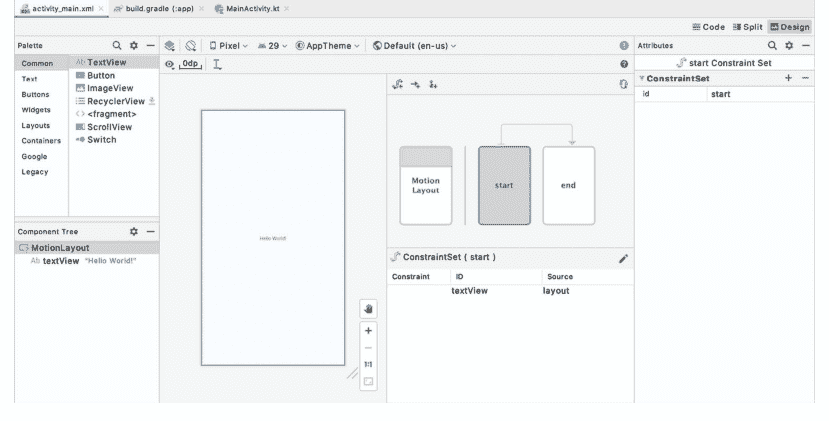 activity_main.xml × build.gradle (:app) × MainActivity.kt ×
Code Split Design
Palette
Common
Text
Buttons
Widgets
Layouts
Containers
Google
Legacy
Ab TextView
Button
ImageView
RecyclerView
<fragment>
ScrollView
Switch
Pixel 29 AppTheme Default (en-us)
0dp
Hello World!
1:1
Component Tree
MotionLayout
Ab textView "Hello World!"
Motion
Layout
start
end
ConstraintSet ( start )
Constraint ID Source
textView layout
Attributes
start Constraint Set
ConstraintSet
id start